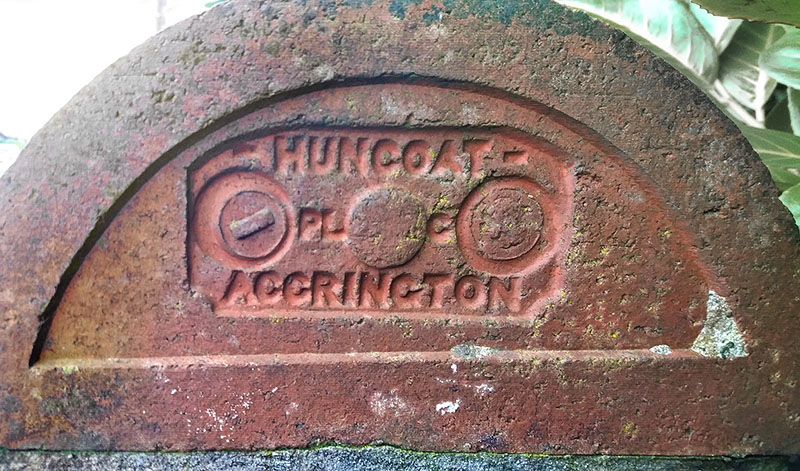 - HUNCOAT -
PL C
ACCRINGTON